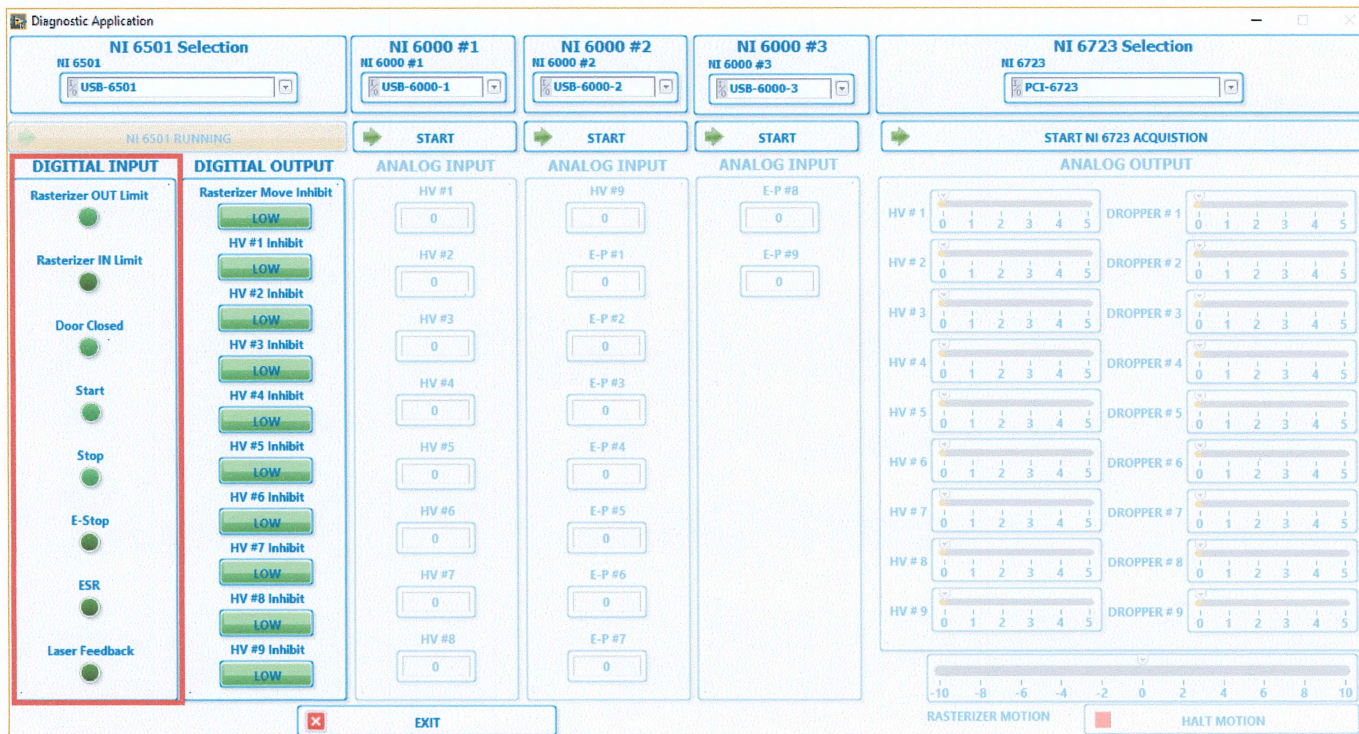 Diagnostic Application
NI 6501 Selection
NI 6501
USB-6501
NI 6000 #1
NI 6000 #1
USB-6000-1
NI 6000 #2
NI 6000 #2
USB-6000-2
NI 6000 #3
NI 6000 #3
USB-6000-3
NI 6723 Selection
NI 6723
PCI-6723
NI 6501 RUNNING
START
START
START
START NI 6723 ACQUISTION
DIGITIAL INPUT
Rasterizer OUT Limit
Rasterizer IN Limit
Door Closed
Start
Stop
E-Stop
ESR
Laser Feedback
DIGITIAL OUTPUT
Rasterizer Move Inhibit
LOW
HV #1 Inhibit
LOW
HV #2 Inhibit
LOW
HV #3 Inhibit
LOW
HV #4 Inhibit
LOW
HV #5 Inhibit
LOW
HV #6 Inhibit
LOW
HV #7 Inhibit
LOW
HV #8 Inhibit
LOW
HV #9 Inhibit
LOW
ANALOG INPUT
HV #1
0
HV #2
0
HV #3
0
HV #4
0
HV #5
0
HV #6
0
HV #7
0
HV #8
0
ANALOG INPUT
HV #9
0
E-P #1
0
E-P #2
0
E-P #3
0
E-P #4
0
E-P #5
0
E-P #6
0
E-P #7
0
ANALOG INPUT
E-P #8
0
E-P #9
0
ANALOG OUTPUT
HV # 1
0 1 2 3 4 5
DROPPER # 1
0 1 2 3 4 5
HV # 2
0 1 2 3 4 5
DROPPER # 2
0 1 2 3 4 5
HV # 3
0 1 2 3 4 5
DROPPER # 3
0 1 2 3 4 5
HV # 4
0 1 2 3 4 5
DROPPER # 4
0 1 2 3 4 5
HV # 5
0 1 2 3 4 5
DROPPER # 5
0 1 2 3 4 5
HV # 6
0 1 2 3 4 5
DROPPER # 6
0 1 2 3 4 5
HV # 7
0 1 2 3 4 5
DROPPER # 7
0 1 2 3 4 5
HV # 8
0 1 2 3 4 5
DROPPER # 8
0 1 2 3 4 5
HV # 9
0 1 2 3 4 5
DROPPER # 9
0 1 2 3 4 5
-10 -8 -6 -4 -2 0 2 4 6 8 10
RASTERIZER MOTION
HALT MOTION
EXIT